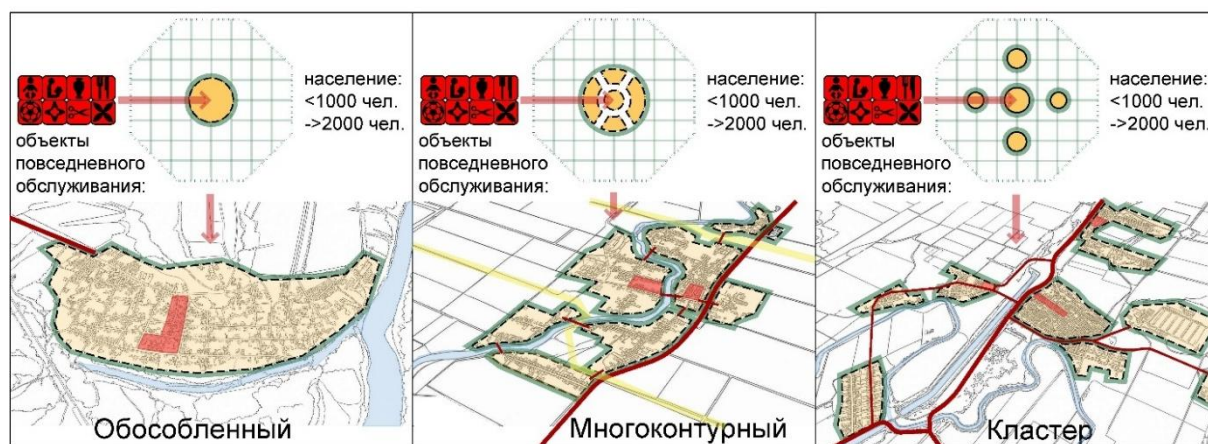 население:
<1000 чел.
->2000 чел.
объекты
повседневного
обслуживания:
Обособленный
население:
<1000 чел.
->2000 чел.
объекты
повседневного
обслуживания:
Многоконтурный
население:
<1000 чел.
->2000 чел.
объекты
повседневного
обслуживания:
Кластер